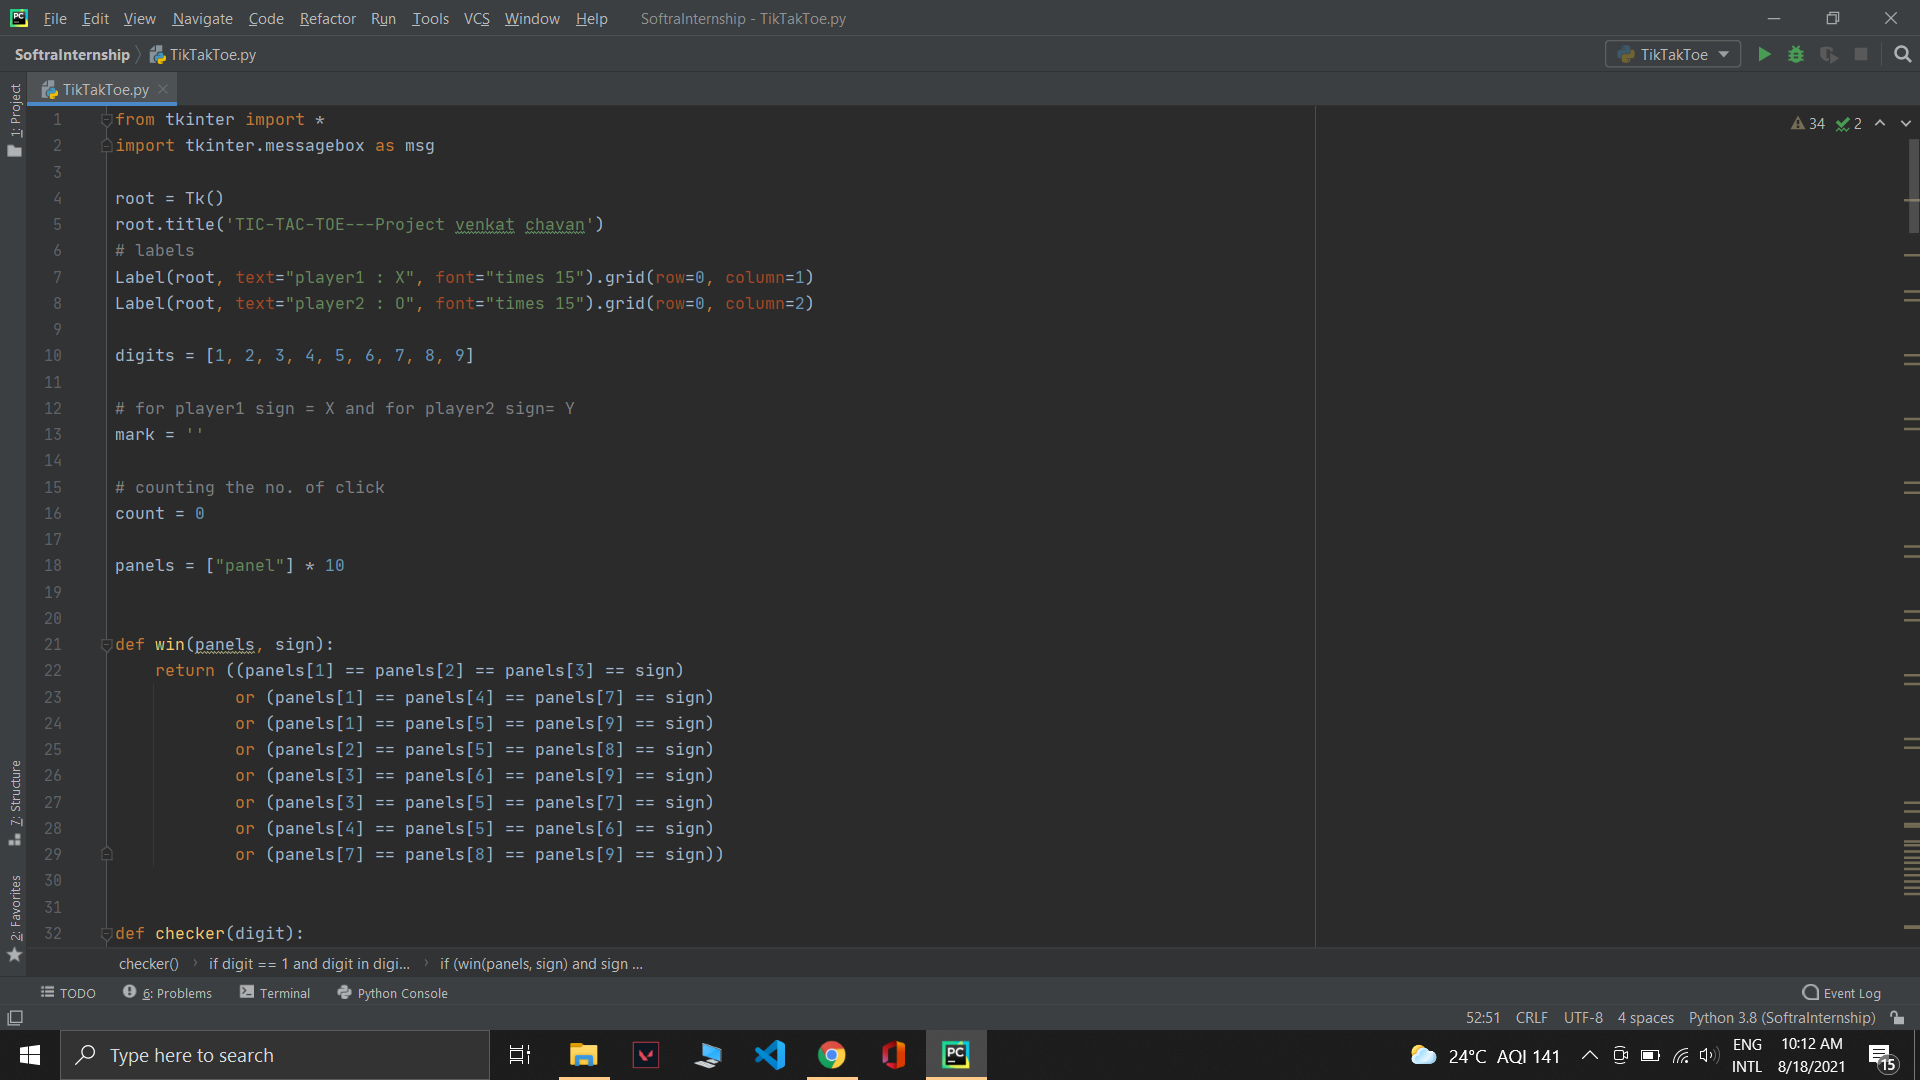 File Edit View Navigate Code Refactor Run Tools VCS Window Help SoftraInternship - TikTakToe.py
SoftraInternship TikTakToe.py TikTakToe
1: Project
TikTakToe.py
34 2
1 from tkinter import *
2 import tkinter.messagebox as msg
3
4 root = Tk()
5 root.title('TIC-TAC-TOE---Project venkat chavan')
6 # labels
7 Label(root, text="player1 : X", font="times 15").grid(row=0, column=1)
8 Label(root, text="player2 : O", font="times 15").grid(row=0, column=2)
9
10 digits = [1, 2, 3, 4, 5, 6, 7, 8, 9]
11
12 # for player1 sign = X and for player2 sign= Y
13 mark = ''
14
15 # counting the no. of click
16 count = 0
17
18 panels = ["panel"] * 10
19
20
21 def win(panels, sign):
22 return ((panels[1] == panels[2] == panels[3] == sign)
23 or (panels[1] == panels[4] == panels[7] == sign)
24 or (panels[1] == panels[5] == panels[9] == sign)
25 or (panels[2] == panels[5] == panels[8] == sign)
26 or (panels[3] == panels[6] == panels[9] == sign)
27 or (panels[3] == panels[5] == panels[7] == sign)
28 or (panels[4] == panels[5] == panels[6] == sign)
29 or (panels[7] == panels[8] == panels[9] == sign))
30
31
32 def checker(digit):
7: Structure
2: Favorites
checker() if digit == 1 and digit in digi... if (win(panels, sign) and sign ...
TODO 6: Problems Terminal Python Console Event Log
52:51 CRLF UTF-8 4 spaces Python 3.8 (SoftraInternship)
Type here to search
24°C AQI 141
ENG
INTL
10:12 AM
8/18/2021
15